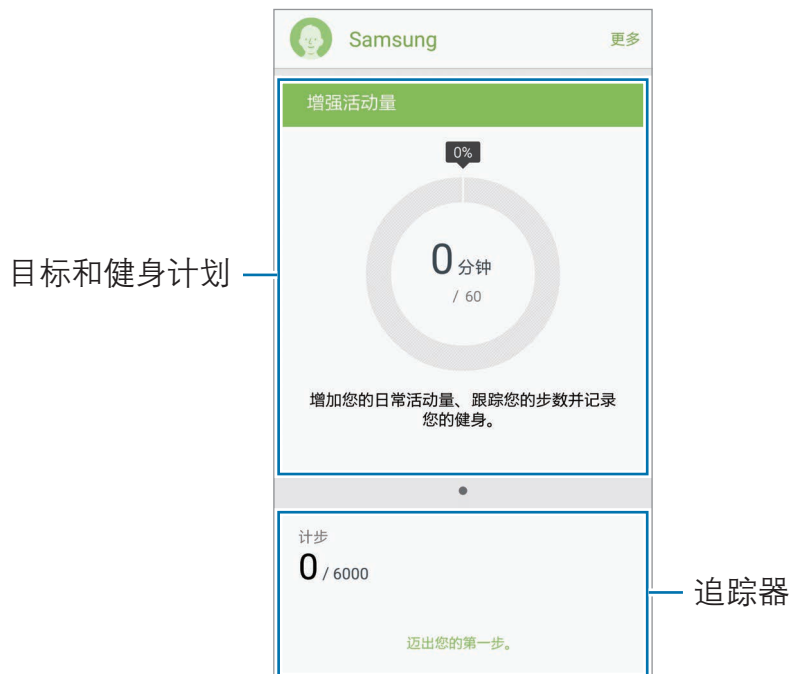 Samsung
更多
增强活动量
0%
目标和健身计划
0 分钟
/ 60
增加您的日常活动量、跟踪您的步数并记录
您的健身。
计步
0 / 6000
追踪器
迈出您的第一步。